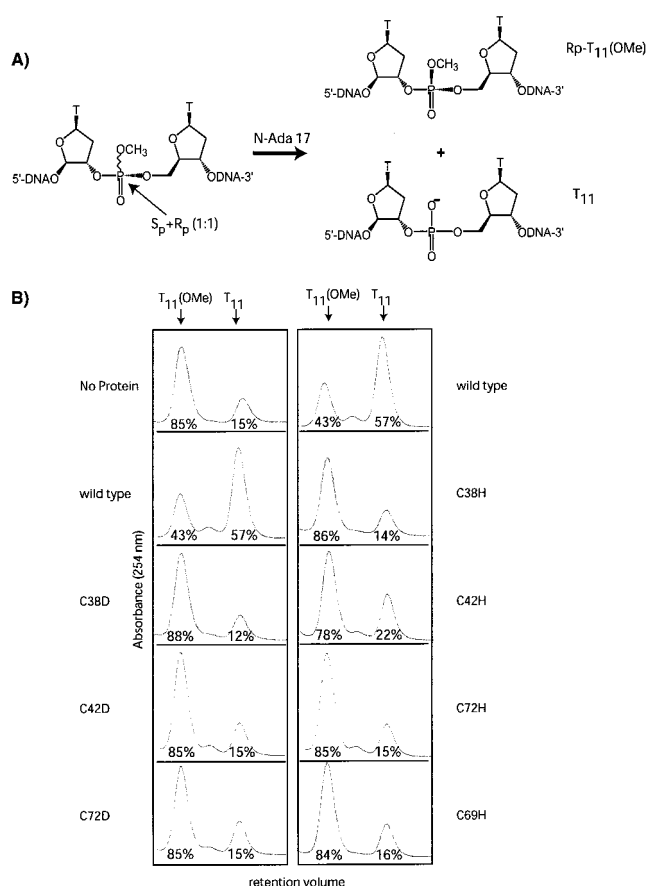 A)
T
T
OCH3
5'-DNAO
O
P
O
O
ODNA-3'
Rp-T11(OMe)
T
T
O
O
O
OCH3
5'-DNAO
O
P
O
ODNA-3'
O
Sp+Rp (1:1)
N-Ada 17
+
T
T
O
O
O-
5'-DNAO
O
P
O
ODNA-3'
O
T11
B)
T11(OMe) T11 T11(OMe) T11
No Protein
85% 15%
43% 57%
wild type
wild type
43% 57%
86% 14%
C38H
C38D
88% 12%
78% 22%
C42H
C42D
85% 15%
85% 15%
C72H
C72D
85% 15%
84% 16%
C69H
Absorbance (254 nm)
retention volume